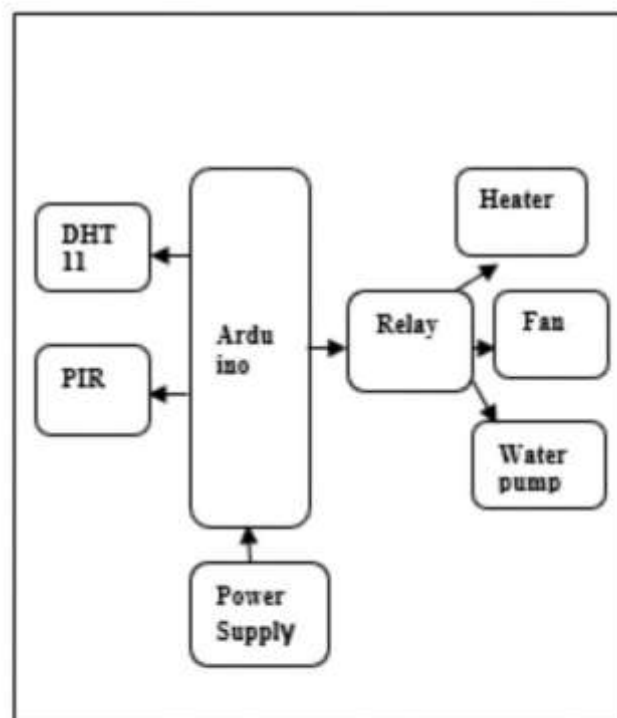 DHT
11
PIR
Ardu
ino
Relay
Heater
Fan
Water
pump
Power
Supply